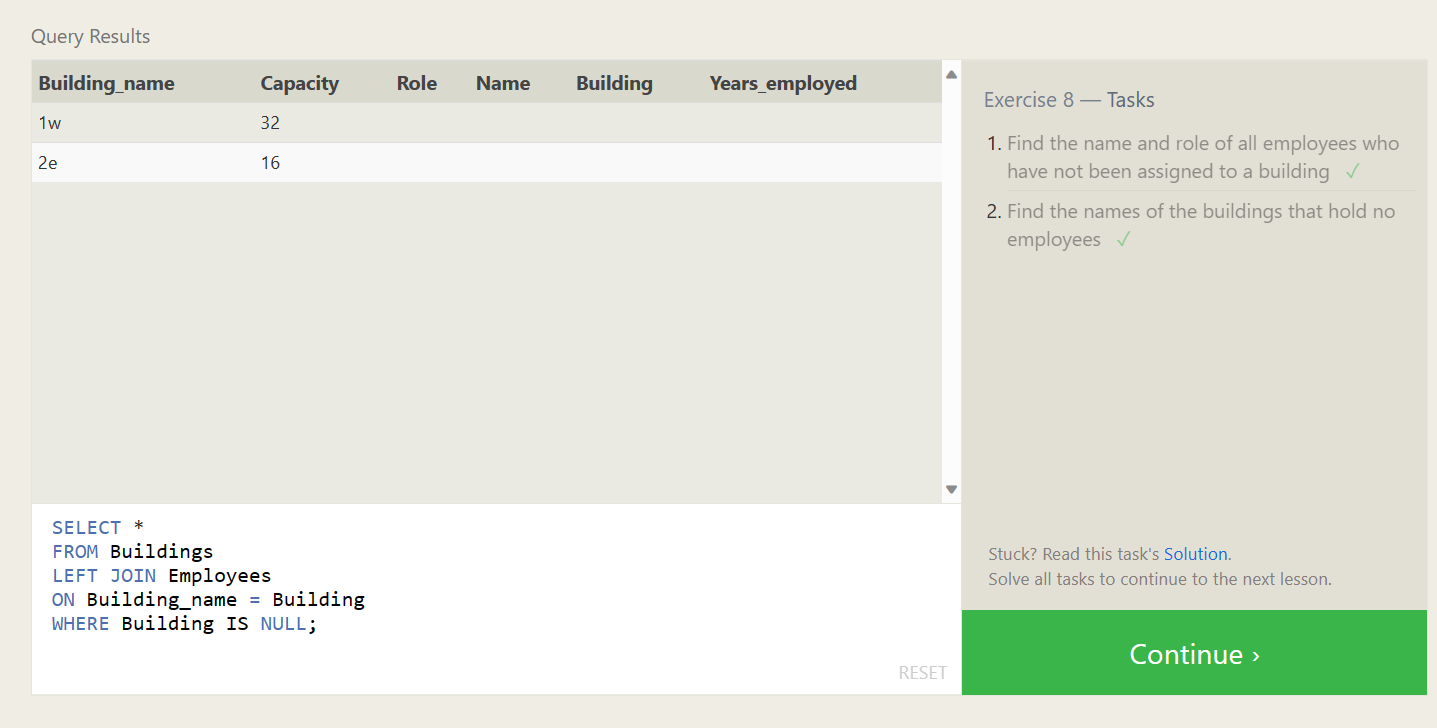 Query Results
Building_name Capacity Role Name Building Years_employed
1w 32
2e 16
SELECT *
FROM Buildings
LEFT JOIN Employees
ON Building_name = Building
WHERE Building IS NULL;
RESET
Exercise 8 — Tasks
1. Find the name and role of all employees who
have not been assigned to a building ✓
2. Find the names of the buildings that hold no
employees ✓
Stuck? Read this task's Solution.
Solve all tasks to continue to the next lesson.
Continue ›